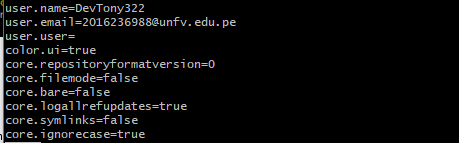 user.name=DevTony322
user.email=2016236988@unfv.edu.pe
user.user=
color.ui=true
core.repositoryformatversion=0
core.filemode=false
core.bare=false
core.logallrefupdates=true
core.symlinks=false
core.ignorecase=true